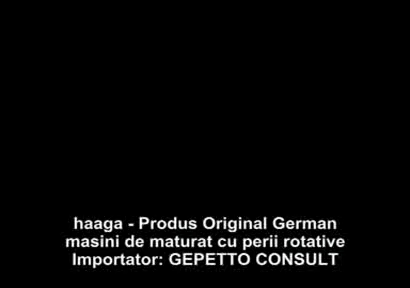 haaga - Produs Original German
masini de maturat cu perii rotative
Importator: GEPETTO CONSULT